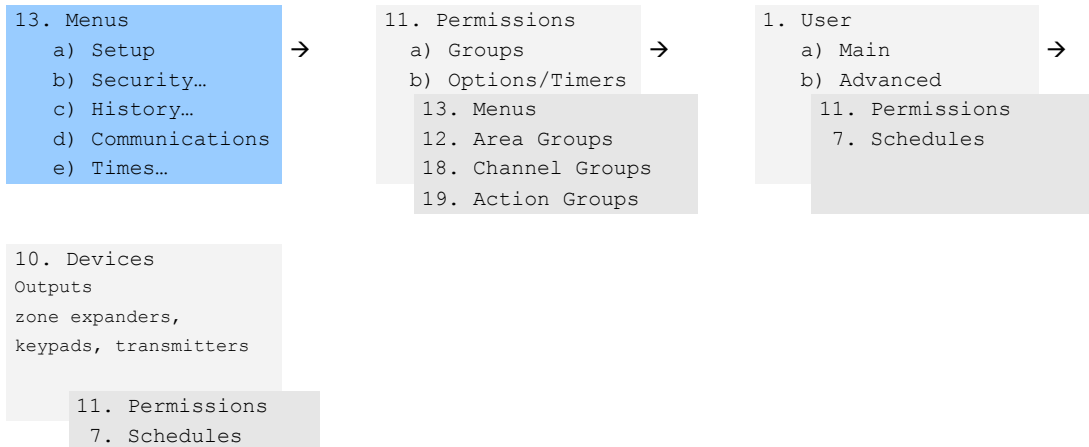 13. Menus
a) Setup
b) Security…
c) History…
d) Communications
e) Times…
→
11. Permissions
a) Groups
b) Options/Timers
13. Menus
12. Area Groups
18. Channel Groups
19. Action Groups
→
1. User
a) Main
b) Advanced
11. Permissions
7. Schedules
→
10. Devices
Outputs
zone expanders,
keypads, transmitters
11. Permissions
7. Schedules